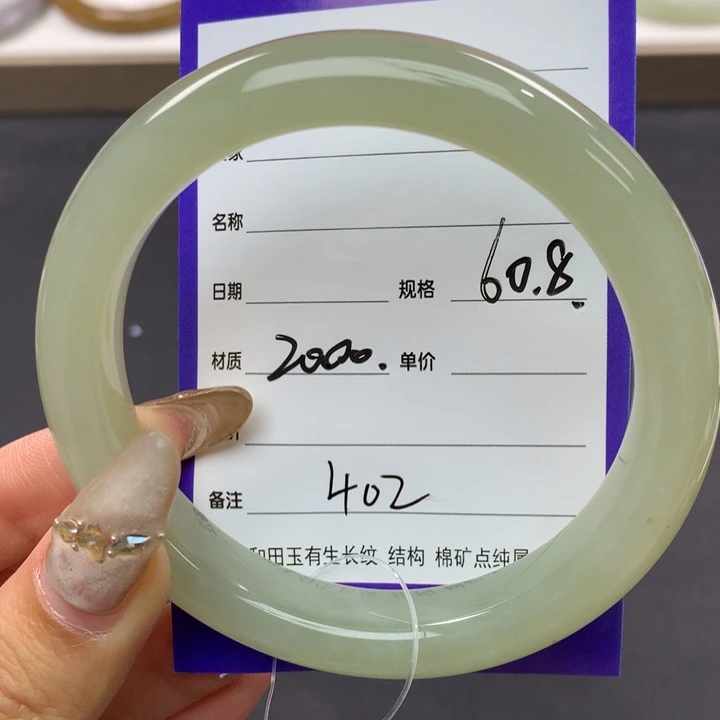 名称
日期 规格 60.8
材质 2000. 单价
备注 402
和田玉有生长纹 结构 棉矿点纯属